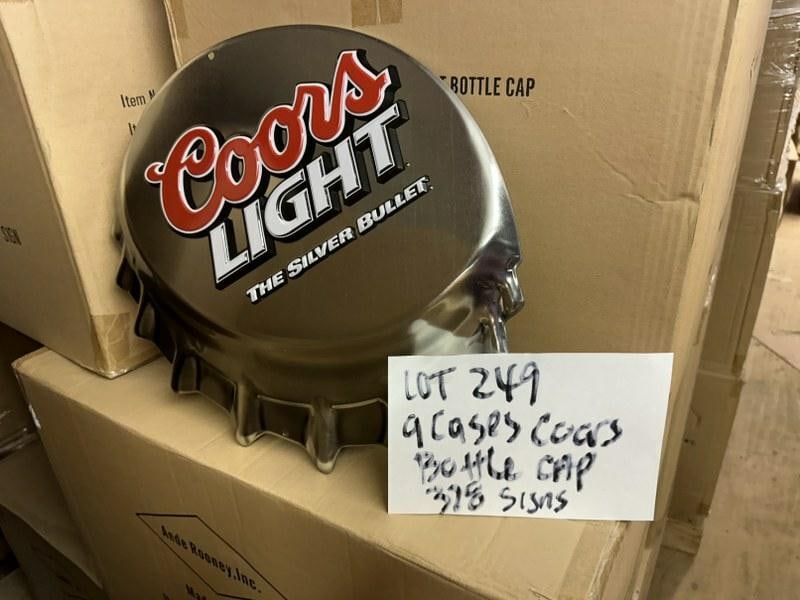 Coors
LIGHT
THE SILVER BULLET.
BOTTLE CAP
Item
SIGN
LOT 249
9 Cases Coors
Bottle CAP
378 Signs
Ande Rooney, Inc.